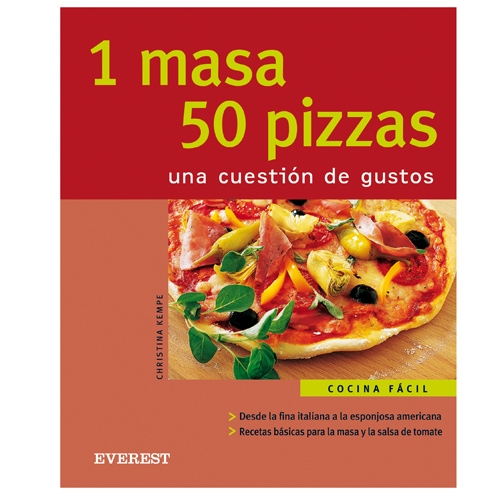 1 masa
50 pizzas
una cuestión de gustos
CHRISTINA KEMPE
COCINA FÁCIL
> Desde la fina italiana a la esponjosa americana
> Recetas básicas para la masa y la salsa de tomate
EVEREST